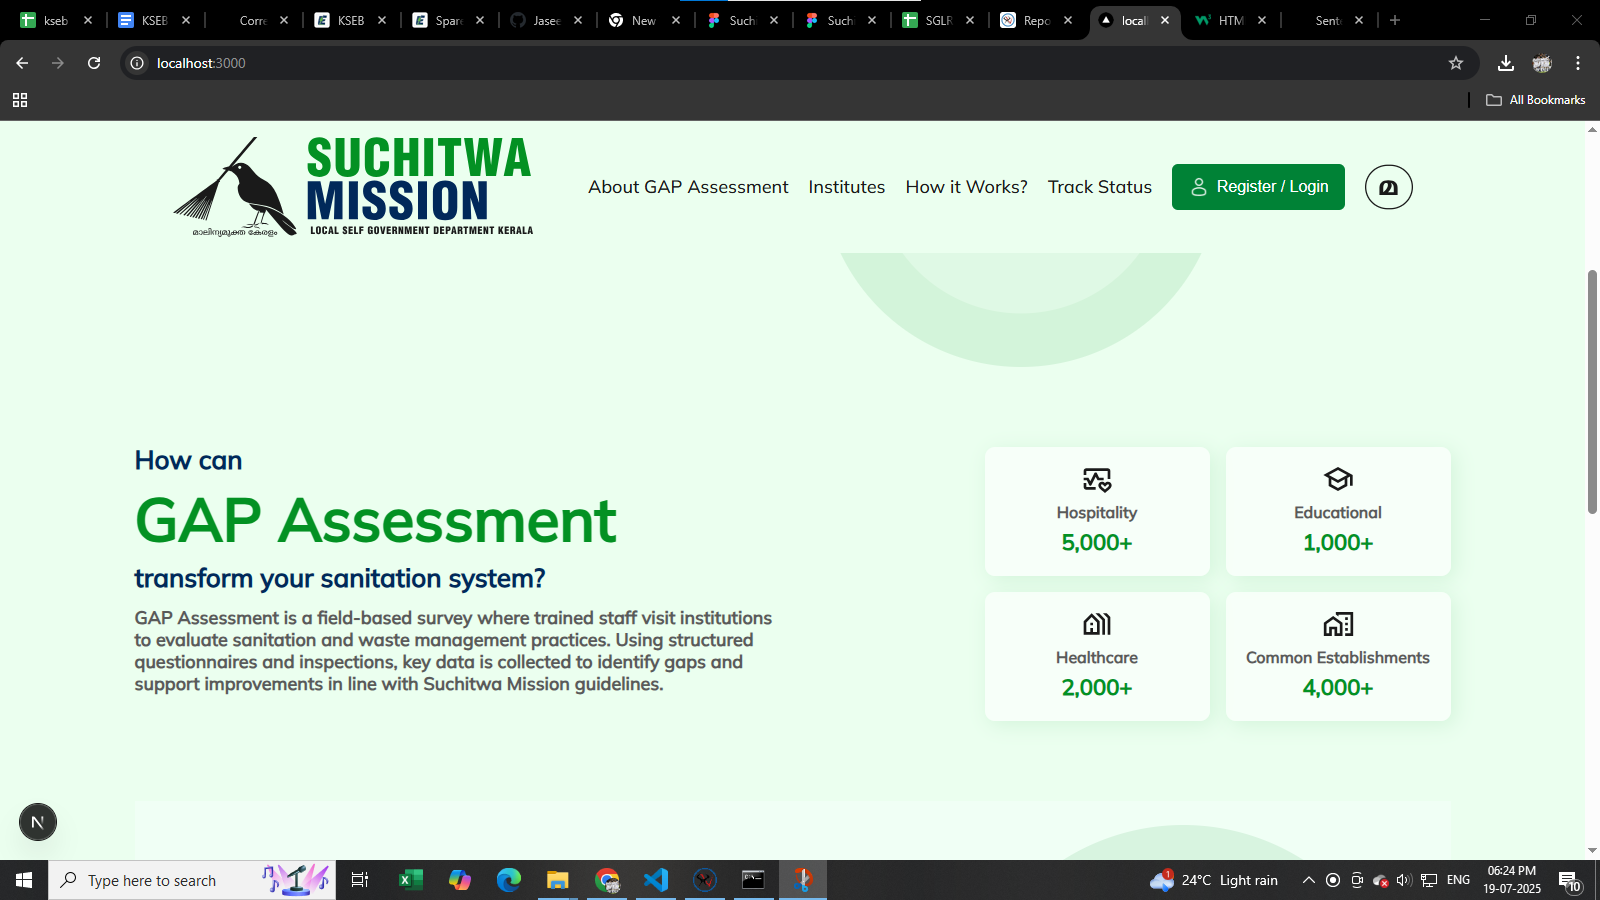 kseb
KSEB
Corre
KSEB
Spare
Jasee
New
Suchi
Suchi
SGLR
Repo
locall
HTM
Sente
localhost:3000
All Bookmarks
SUCHITWA
MISSION
LOCAL SELF GOVERNMENT DEPARTMENT KERALA
മാലിന്യമുക്ത കേരളം
About GAP Assessment
Institutes
How it Works?
Track Status
Register / Login
മ
How can
GAP Assessment
transform your sanitation system?
GAP Assessment is a field-based survey where trained staff visit institutions
to evaluate sanitation and waste management practices. Using structured
questionnaires and inspections, key data is collected to identify gaps and
support improvements in line with Suchitwa Mission guidelines.
Hospitality
5,000+
Educational
1,000+
Healthcare
2,000+
Common Establishments
4,000+
N
Type here to search
1
24°C Light rain
ENG
06:24 PM
19-07-2025
10